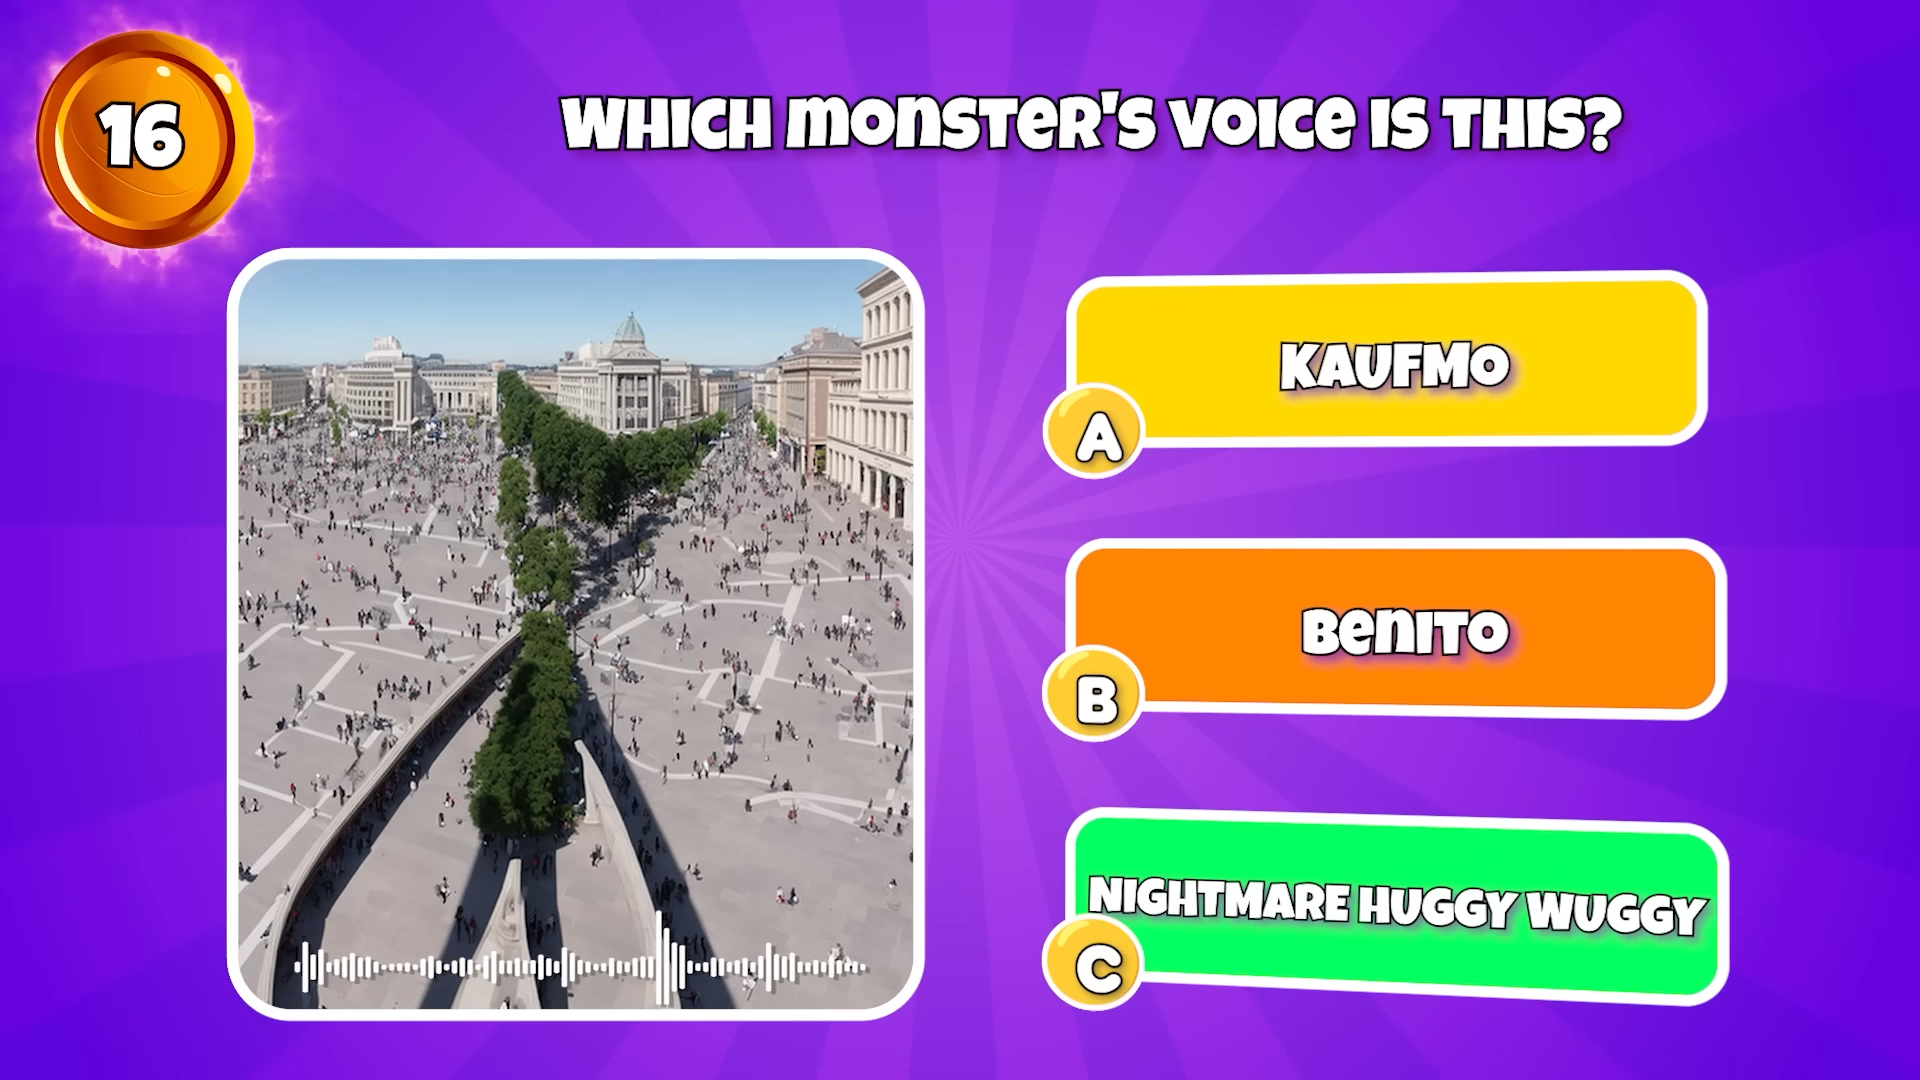 16
WHICH MONSTER'S VOICE IS THIS?
KAUFMO
A
BENITO
B
NIGHTMARE HUGGY WUGGY
C